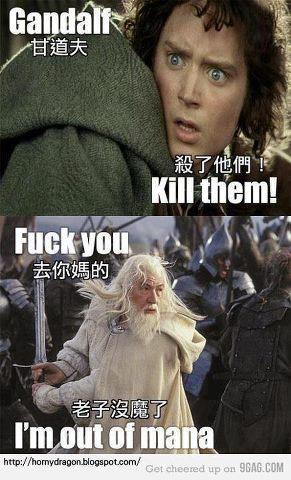 Gandalf
甘道夫
殺了他們！
Kill them!
Fuck you
去你媽的
老子沒魔了
I'm out of mana
http://hornydragon.blogspot.com/
Get cheered up on 9GAG.COM